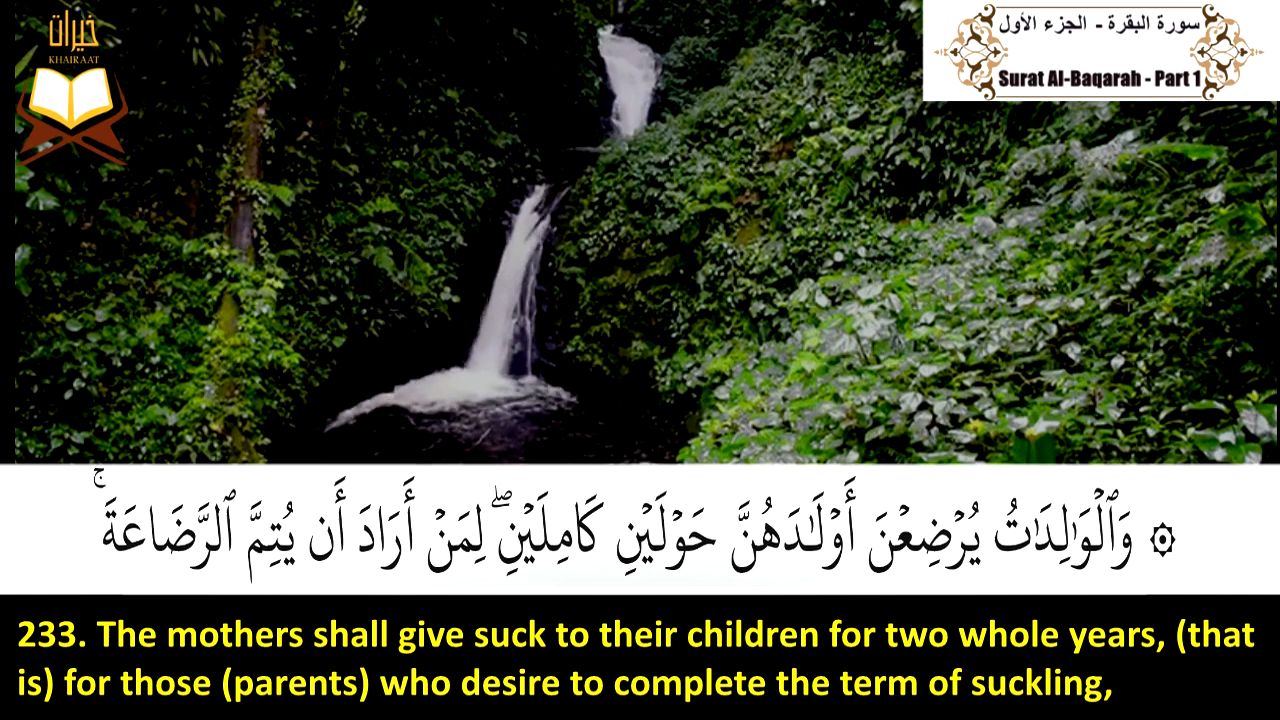 خيرات
KHAIRAAT
سورة البقرة - الجزء الأول
Surat Al-Baqarah - Part 1
۞ وَٱلْوَٰلِدَٰتُ يُرْضِعْنَ أَوْلَـٰدَهُنَّ حَوْلَيْنِ كَامِلَيْنِ ۖ لِمَنْ أَرَادَ أَن يُتِمَّ ٱلرَّضَاعَةَ ۚ
233. The mothers shall give suck to their children for two whole years, (that
is) for those (parents) who desire to complete the term of suckling,